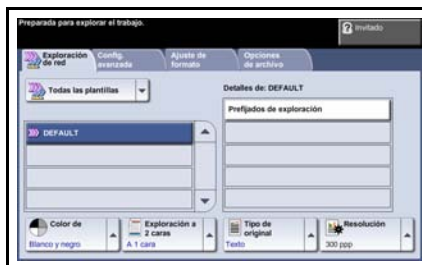 Preparada para explorar el trabajo.
Invitado
Exploración
de red
Config.
avanzada
Ajuste de
formato
Opciones
de archivo
Todas las plantillas
Detalles de: DEFAULT
Prefijados de exploración
DEFAULT
Color de
Blanco y negro
Exploración a
2 caras
A 1 cara
Tipo de
original
Texto
Resolución
300 ppp